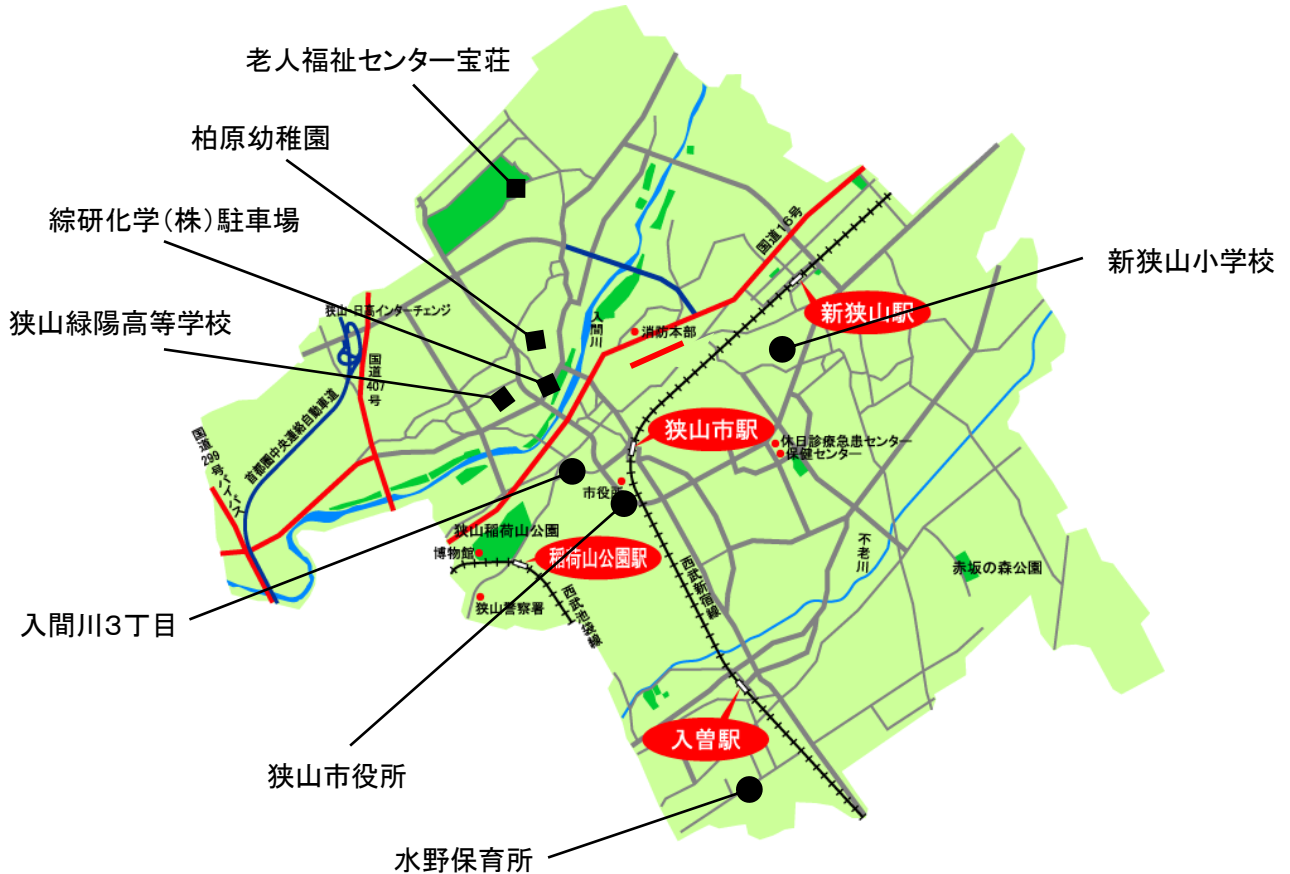 老人福祉センター宝荘
柏原幼稚園
綜研化学(株)駐車場
狭山緑陽高等学校
新狭山小学校
国道16号
新狭山駅
入間川
消防本部
狭山・日高インターチェンジ
国道407号
首都圏中央連絡自動車道
国道299号バイパス
狭山市駅
休日診療急患センター
保健センター
市役所
狭山稲荷山公園
博物館
稲荷山公園駅
狭山警察署
西武池袋線
西武新宿線
不老川
赤坂の森公園
入間川3丁目
入曽駅
狭山市役所
水野保育所